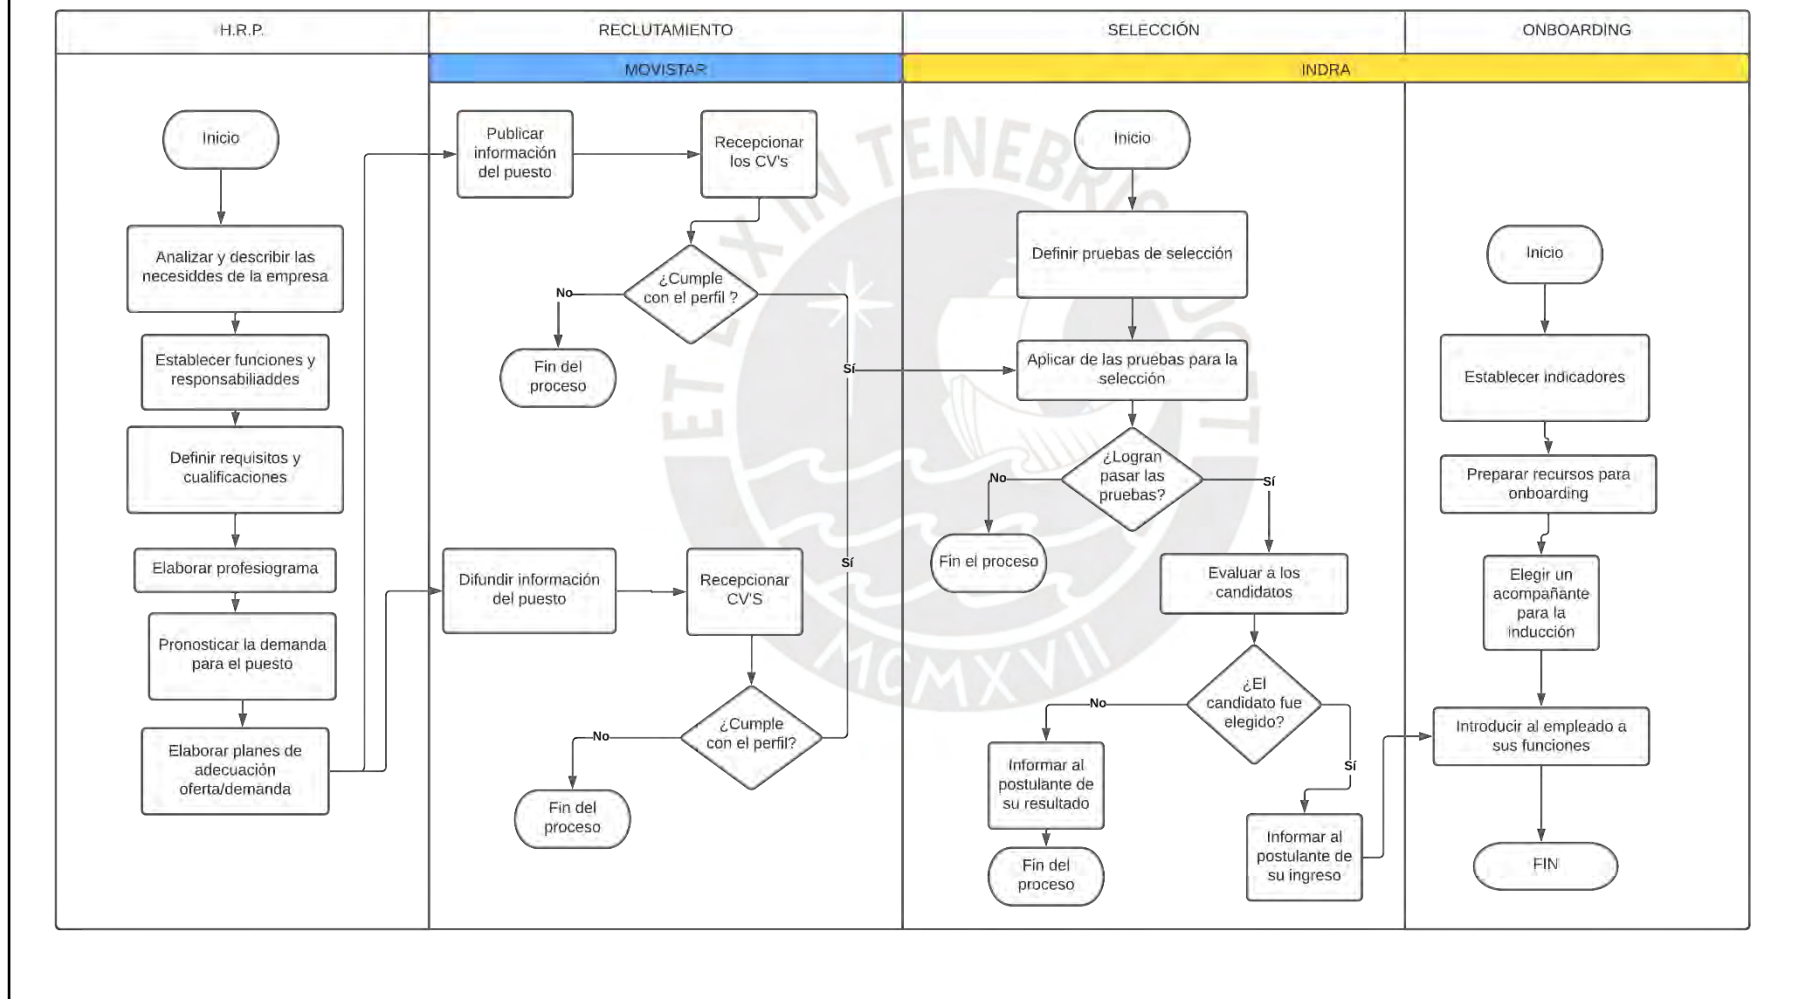 H.R.P.
RECLUTAMIENTO
SELECCIÓN
ONBOARDING
MOVISTAR
INDRA
Inicio
Analizar y describir las
necesiddes de la empresa
Establecer funciones y
responsabiliaddes
Definir requisitos y
cualificaciones
Elaborar profesiograma
Pronosticar la demanda
para el puesto
Elaborar planes de
adecuación
oferta/demanda
Publicar
información
del puesto
Recepcionar
los CV's
¿Cumple
con el perfil ?
No
Fin del
proceso
Sí
Sí
Difundir información
del puesto
Recepcionar
CV'S
¿Cumple
con el perfil?
No
Fin del
proceso
Inicio
Definir pruebas de selección
Aplicar de las pruebas para la
selección
¿Logran
pasar las
pruebas?
No
Sí
Fin el proceso
Evaluar a los
candidatos
¿El
candidato fue
elegido?
No
Sí
Informar al
postulante de
su resultado
Fin del
proceso
Informar al
postulante de
su ingreso
Inicio
Establecer indicadores
Preparar recursos para
onboarding
Elegir un
acompañante
para la
inducción
Introducir al empleado a
sus funciones
FIN
ET LUX IN TENEBRIS LUCET
MCMXVII